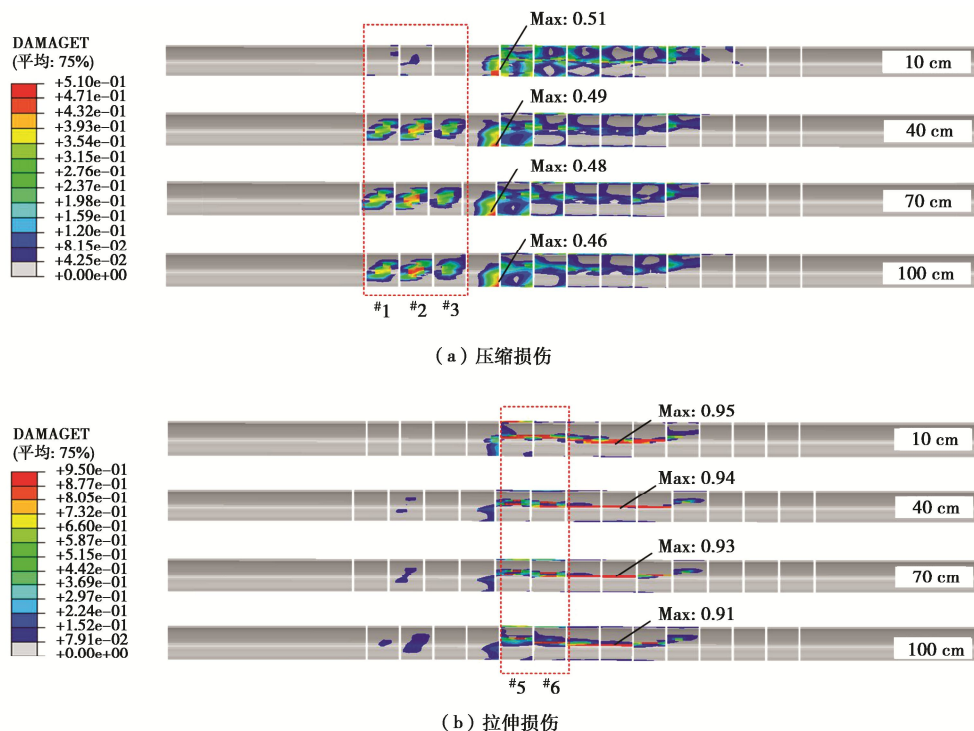 DAMAGET
(平均: 75%)
+5.10e−01
+4.71e−01
+4.32e−01
+3.93e−01
+3.54e−01
+3.15e−01
+2.76e−01
+2.37e−01
+1.98e−01
+1.59e−01
+1.20e−01
+8.15e−02
+4.25e−02
+0.00e+00
Max: 0.51
10 cm
Max: 0.49
40 cm
Max: 0.48
70 cm
Max: 0.46
100 cm
#1 #2 #3
(a)压缩损伤
DAMAGET
(平均: 75%)
+9.50e−01
+8.77e−01
+8.05e−01
+7.32e−01
+6.60e−01
+5.87e−01
+5.15e−01
+4.42e−01
+3.69e−01
+2.97e−01
+2.24e−01
+1.52e−01
+7.91e−02
+0.00e+00
Max: 0.95
10 cm
Max: 0.94
40 cm
Max: 0.93
70 cm
Max: 0.91
100 cm
#5 #6
(b)拉伸损伤